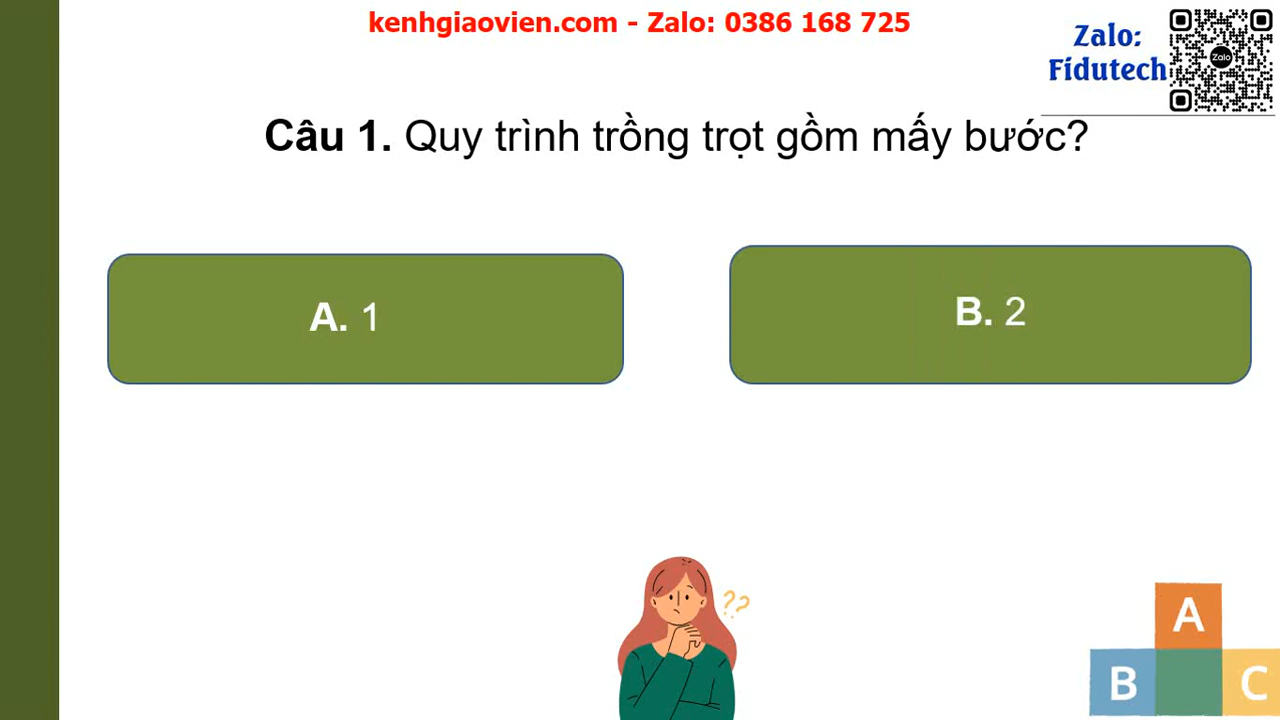 kenhgiaovien.com - Zalo: 0386 168 725
Zalo:
Fidutech
Zalo
Câu 1. Quy trình trồng trọt gồm mấy bước?
A. 1
B. 2
??
A
B
C